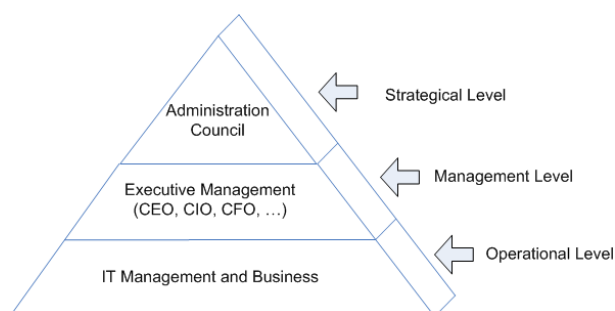 Administration
Council
Strategical Level
Executive Management
(CEO, CIO, CFO, ...)
Management Level
IT Management and Business
Operational Level